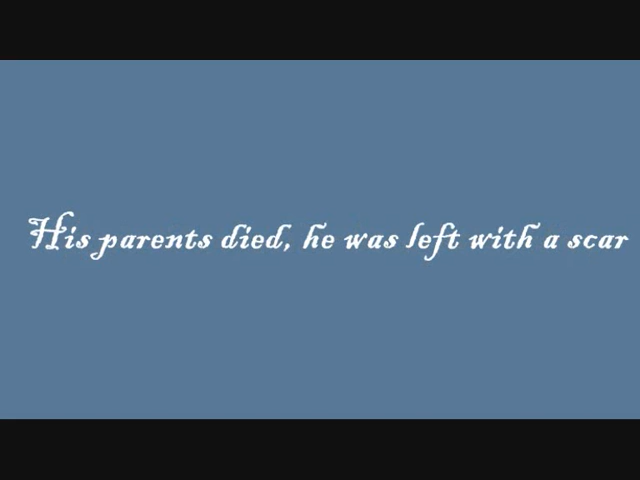 His parents died, he was left with a scar